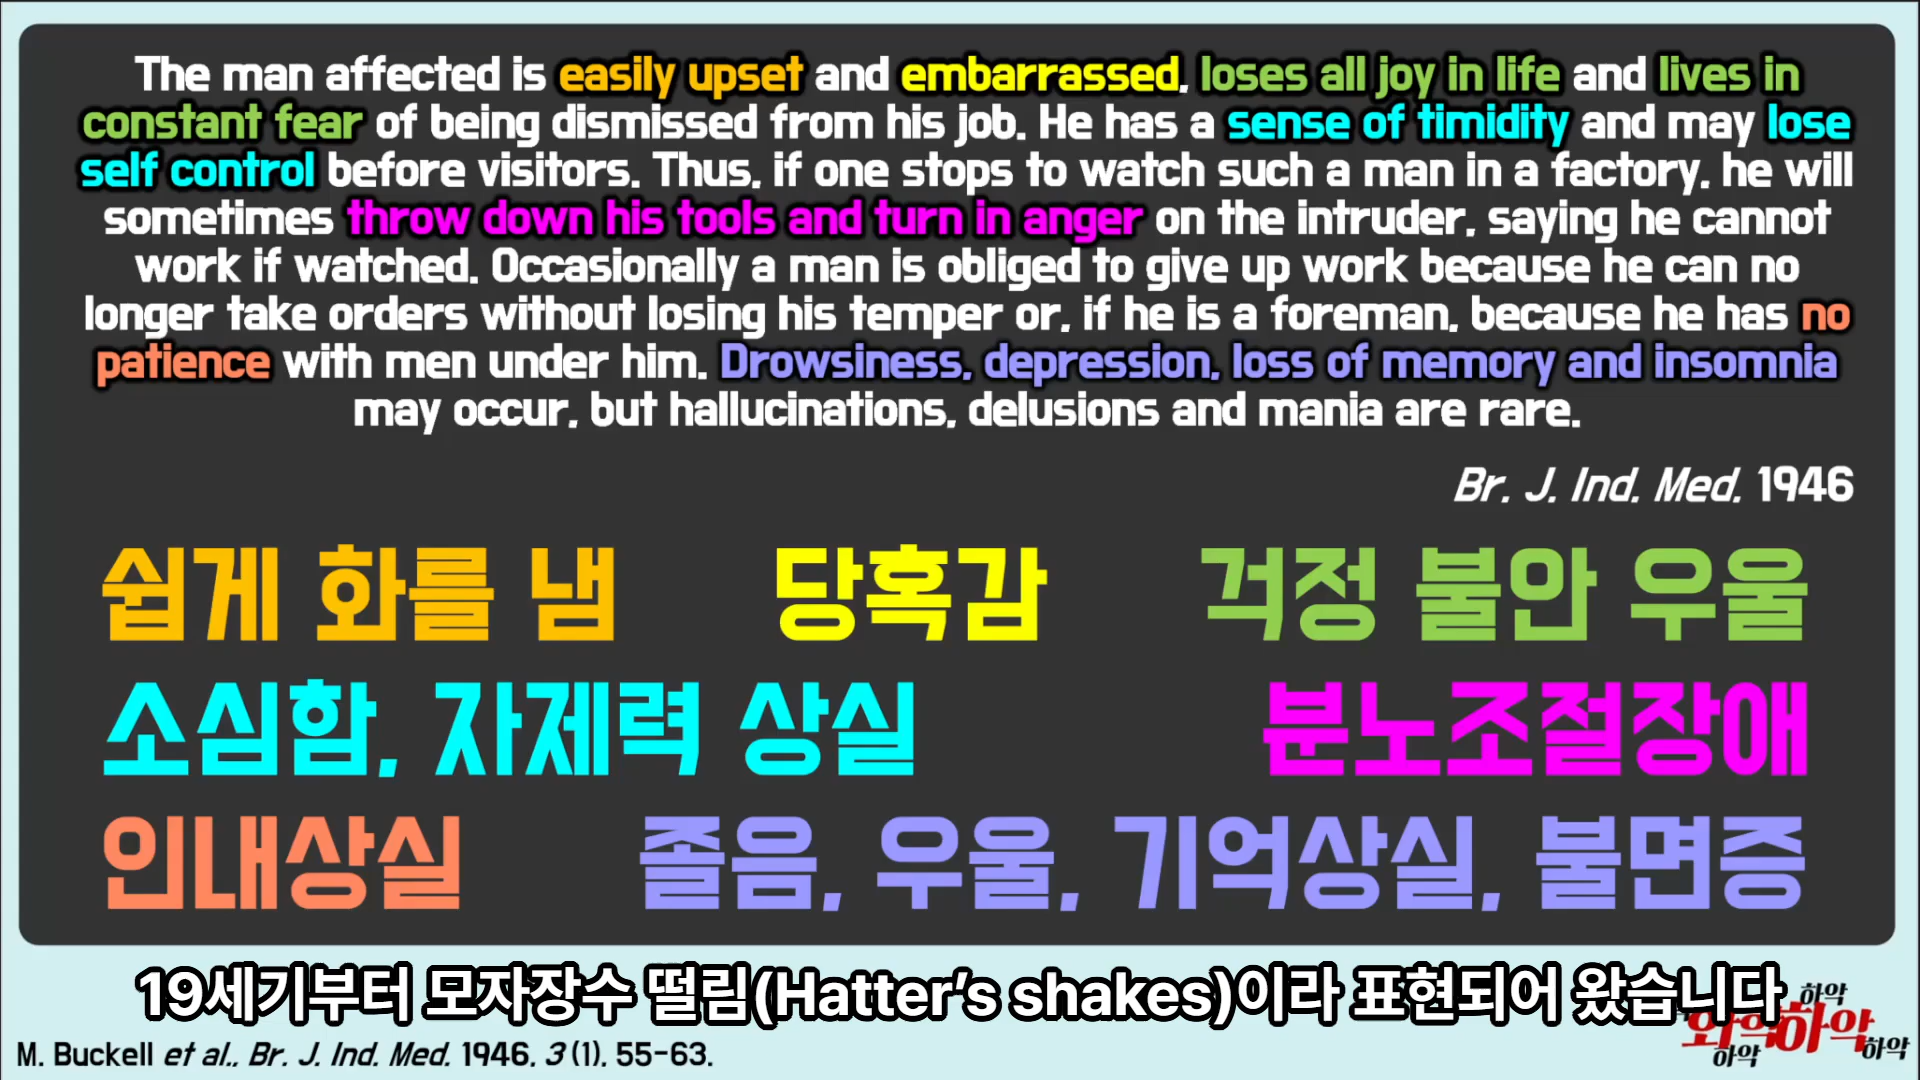 The man affected is easily upset and embarrassed, loses all joy in life and lives in
constant fear of being dismissed from his job. He has a sense of timidity and may lose
self control before visitors. Thus, if one stops to watch such a man in a factory, he will
sometimes throw down his tools and turn in anger on the intruder, saying he cannot
work if watched. Occasionally a man is obliged to give up work because he can no
longer take orders without losing his temper or, if he is a foreman, because he has no
patience with men under him. Drowsiness, depression, loss of memory and insomnia
may occur, but hallucinations, delusions and mania are rare.
Br. J. Ind. Med. 1946
쉽게 화를 냄 당혹감 걱정 불안 우울
소심함, 자제력 상실 분노조절장애
인내상실 졸음, 우울, 기억상실, 불면증
19세기부터 모자장수 떨림(Hatter's shakes)이라 표현되어 왔습니다
하약
하약
하약 하약
M. Buckell et al., Br. J. Ind. Med. 1946, 3 (1), 55-63.